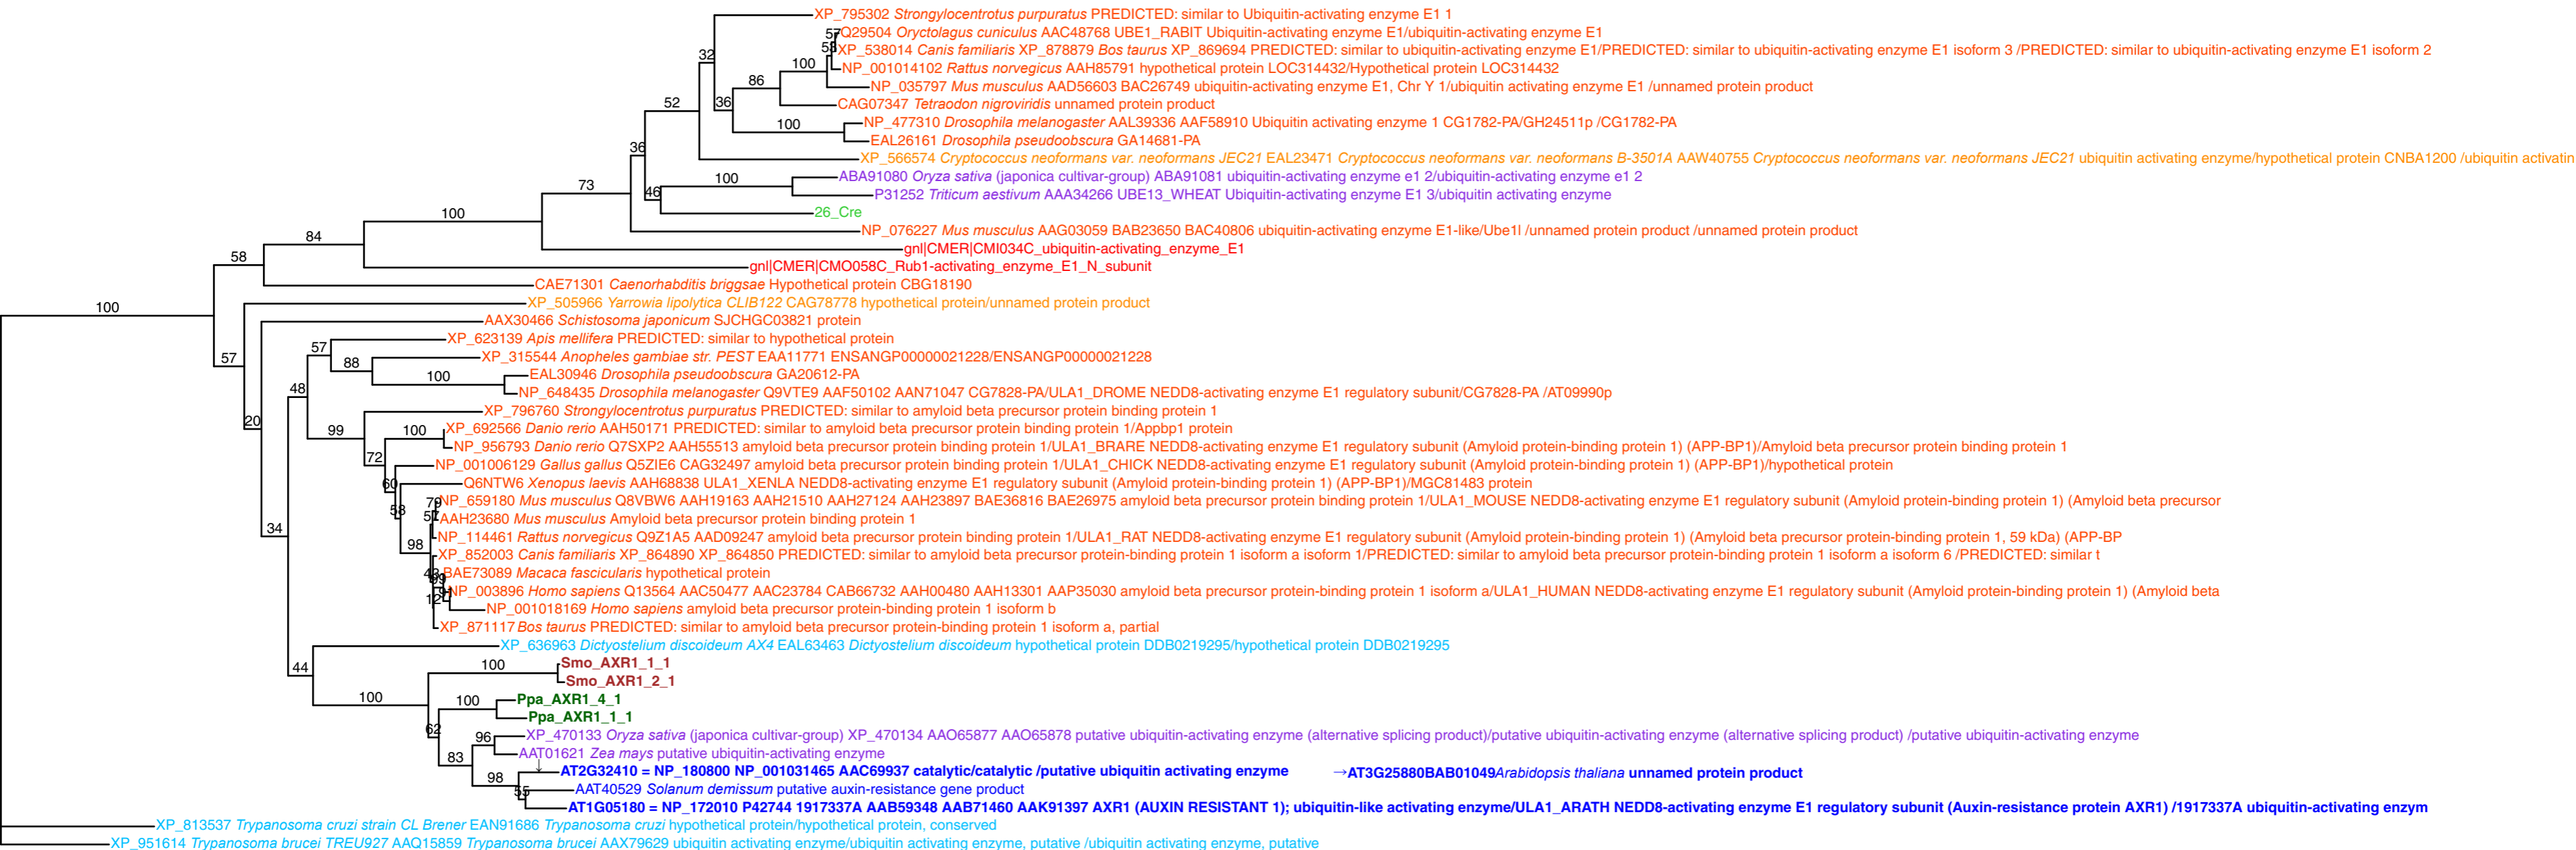 XP_795302 Strongylocentrotus purpuratus PREDICTED: similar to Ubiquitin-activating enzyme E1 1
57 Q29504 Oryctolagus cuniculus AAC48768 UBE1_RABIT Ubiquitin-activating enzyme E1/ubiquitin activating enzyme E1
53 XP_538014 Canis familiaris XP_878879 Bos taurus XP_869694 PREDICTED: similar to ubiquitin-activating enzyme E1/PREDICTED: similar to ubiquitin-activating enzyme E1 isoform 3 /PREDICTED: similar to ubiquitin-activating enzyme E1 isoform 2
32
100 NP_001014102 Rattus norvegicus AAH85791 hypothetical protein LOC314432/Hypothetical protein LOC314432
86 NP_035797 Mus musculus AAD56603 BAC26749 ubiquitin-activating enzyme E1, Chr Y 1/ubiquitin activating enzyme E1 /unnamed protein product
52 36 CAG07347 Tetraodon nigroviridis unnamed protein product
100 NP_477310 Drosophila melanogaster AAL39336 AAF58910 Ubiquitin activating enzyme 1 CG1782-PA/GH24511p /CG1782-PA
EAL26161 Drosophila pseudoobscura GA14681-PA
36 XP_566574 Cryptococcus neoformans var. neoformans JEC21 EAL23471 Cryptococcus neoformans var. neoformans B-3501A AAW40755 Cryptococcus neoformans var. neoformans JEC21 ubiquitin activating enzyme/hypothetical protein CNBA1200 /ubiquitin activatin
100 ABA91080 Oryza sativa (japonica cultivar-group) ABA91081 ubiquitin-activating enzyme e1 2/ubiquitin-activating enzyme e1 2
73 46 P31252 Triticum aestivum AAA34266 UBE13_WHEAT Ubiquitin-activating enzyme E1 3/ubiquitin activating enzyme
100 26_Cre
84 NP_076227 Mus musculus AAG03059 BAB23650 BAC40806 ubiquitin-activating enzyme E1-like/Ube1l /unnamed protein product /unnamed protein product
gnl|CMER|CMI034C_ubiquitin-activating_enzyme_E1
58 gnl|CMER|CMO058C_Rub1-activating_enzyme_E1_N_subunit
CAE71301 Caenorhabditis briggsae Hypothetical protein CBG18190
100 XP_505966 Yarrowia lipolytica CLIB122 CAG78778 hypothetical protein/unnamed protein product
AAX30466 Schistosoma japonicum SJCHGC03821 protein
XP_623139 Apis mellifera PREDICTED: similar to hypothetical protein
57 57 88 XP_315544 Anopheles gambiae str. PEST EAA11771 ENSANGP00000021228/ENSANGP00000021228
100 EAL30946 Drosophila pseudoobscura GA20612-PA
48 NP_648435 Drosophila melanogaster Q9VTE9 AAF50102 AAN71047 CG7828-PA/ULA1_DROME NEDD8-activating enzyme E1 regulatory subunit/CG7828-PA /AT09990p
20 XP_796760 Strongylocentrotus purpuratus PREDICTED: similar to amyloid beta precursor protein binding protein 1
99 100 XP_692566 Danio rerio AAH50171 PREDICTED: similar to amyloid beta precursor protein binding protein 1/Appbp1 protein
NP_956793 Danio rerio Q7SXP2 AAH55513 amyloid beta precursor protein binding protein 1/ULA1_BRARE NEDD8-activating enzyme E1 regulatory subunit (Amyloid protein-binding protein 1) (APP-BP1)/Amyloid beta precursor protein binding protein 1
72 NP_001006129 Gallus gallus Q5ZIE6 CAG32497 amyloid beta precursor protein binding protein 1/ULA1_CHICK NEDD8-activating enzyme E1 regulatory subunit (Amyloid protein-binding protein 1) (APP-BP1)/hypothetical protein
60 Q6NTW6 Xenopus laevis AAH68838 ULA1_XENLA NEDD8-activating enzyme E1 regulatory subunit (Amyloid protein-binding protein 1) (APP-BP1)/MGC81483 protein
NP_659180 Mus musculus Q8VBW6 AAH19163 AAH21510 AAH27124 AAH23897 BAE36816 BAE26975 amyloid beta precursor protein binding protein 1/ULA1_MOUSE NEDD8-activating enzyme E1 regulatory subunit (Amyloid protein-binding protein 1) (Amyloid beta precursor
58 AAH23680 Mus musculus Amyloid beta precursor protein binding protein 1
34 98 NP_114461 Rattus norvegicus Q9Z1A5 AAD09247 amyloid beta precursor protein binding protein 1/ULA1_RAT NEDD8-activating enzyme E1 regulatory subunit (Amyloid protein-binding protein 1) (Amyloid beta precursor protein-binding protein 1, 59 kDa) (APP-BP
XP_852003 Canis familiaris XP_864890 XP_864850 PREDICTED: similar to amyloid beta precursor protein-binding protein 1 isoform a isoform 1/PREDICTED: similar to amyloid beta precursor protein-binding protein 1 isoform a isoform 6 /PREDICTED: similar t
BAE73089 Macaca fascicularis hypothetical protein
NP_003896 Homo sapiens Q13564 AAC50477 AAC23784 CAB66732 AAH00480 AAH13301 AAP35030 amyloid beta precursor protein-binding protein 1 isoform a/ULA1_HUMAN NEDD8-activating enzyme E1 regulatory subunit (Amyloid protein-binding protein 1) (Amyloid beta
12 NP_001018169 Homo sapiens amyloid beta precursor protein-binding protein 1 isoform b
XP_871117 Bos taurus PREDICTED: similar to amyloid beta precursor protein-binding protein 1 isoform a, partial
XP_636963 Dictyostelium discoideum AX4 EAL63463 Dictyostelium discoideum hypothetical protein DDB0219295/hypothetical protein DDB0219295
44 100 Smo_AXR1_1_1
Smo_AXR1_2_1
100 100 Ppa_AXR1_4_1
Ppa_AXR1_1_1
62 96 XP_470133 Oryza sativa (japonica cultivar-group) XP_470134 AAO65877 AAO65878 putative ubiquitin-activating enzyme (alternative splicing product)/putative ubiquitin-activating enzyme (alternative splicing product) /putative ubiquitin-activating enzyme
83 AAT01621 Zea mays putative ubiquitin-activating enzyme
98 AT2G32410 = NP_180800 NP_001031465 AAC69937 catalytic/catalytic /putative ubiquitin activating enzyme →AT3G25880BAB01049Arabidopsis thaliana unnamed protein product
55 AAT40529 Solanum demissum putative auxin-resistance gene product
AT1G05180 = NP_172010 P42744 1917337A AAB59348 AAB71460 AAK91397 AXR1 (AUXIN RESISTANT 1); ubiquitin-like activating enzyme/ULA1_ARATH NEDD8-activating enzyme E1 regulatory subunit (Auxin-resistance protein AXR1) /1917337A ubiquitin-activating enzym
XP_813537 Trypanosoma cruzi strain CL Brener EAN91686 Trypanosoma cruzi hypothetical protein/hypothetical protein, conserved
XP_951614 Trypanosoma brucei TREU927 AAQ15859 Trypanosoma brucei AAX79629 ubiquitin activating enzyme/ubiquitin activating enzyme, putative /ubiquitin activating enzyme, putative